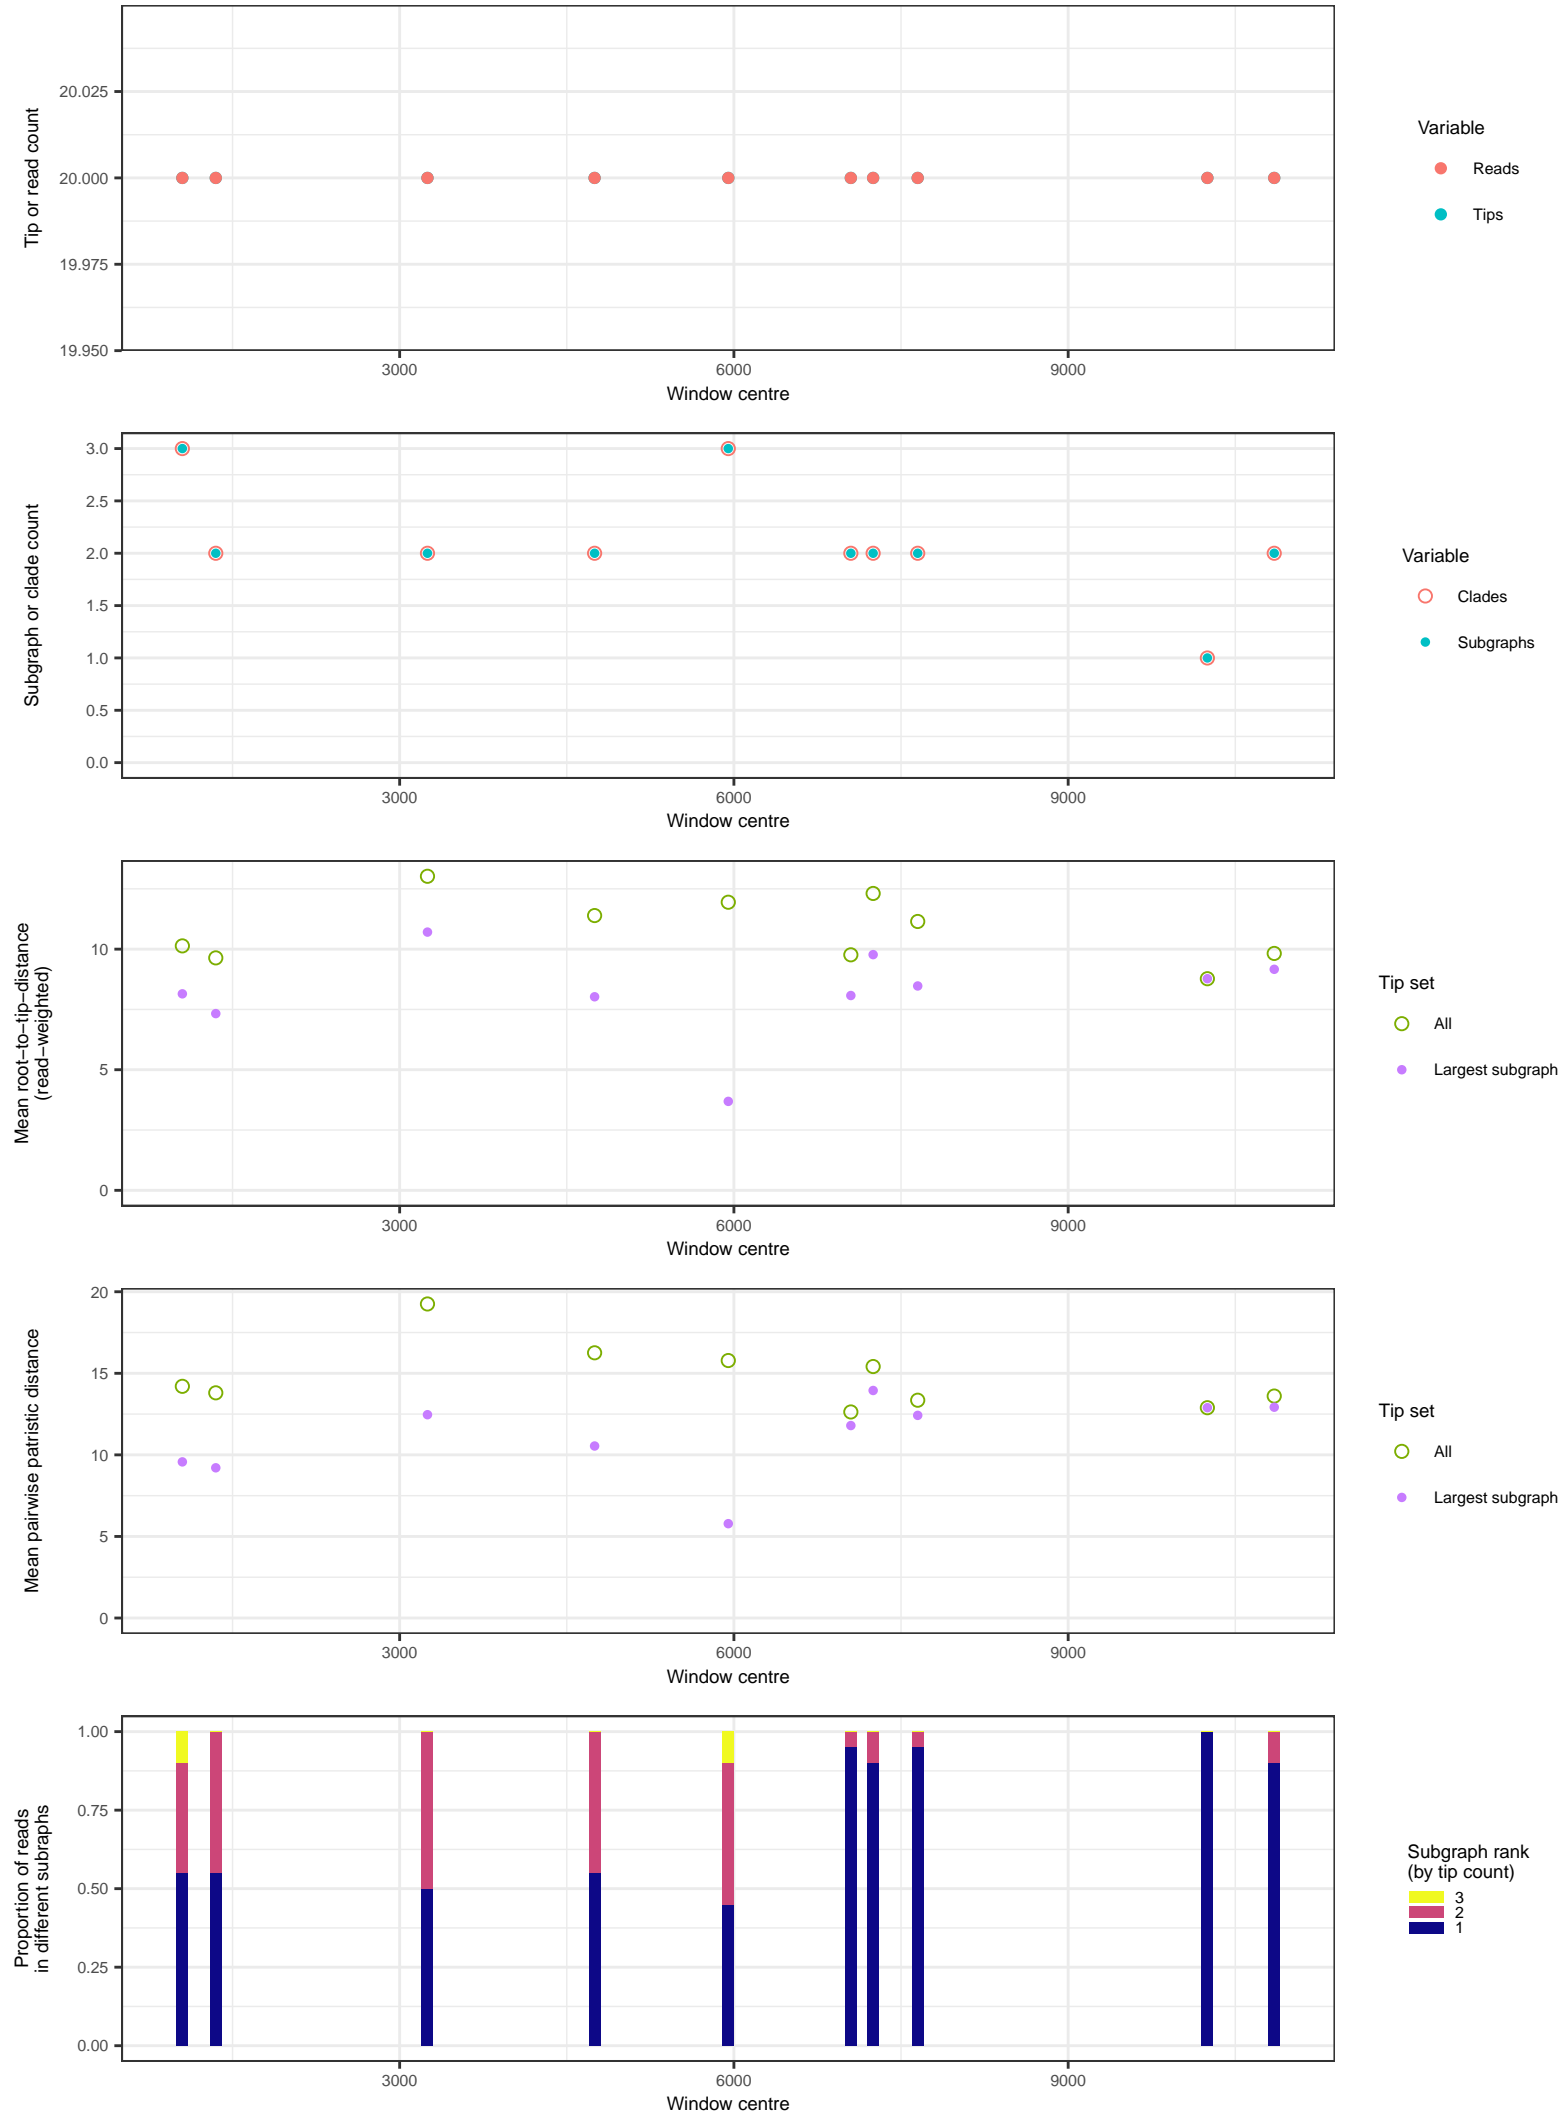 Tip or read count
20.025
20.000
19.975
19.950
3000
6000
9000
Window centre
Variable
Reads
Tips
Subgraph or clade count
3.0
2.5
2.0
1.5
1.0
0.5
0.0
3000
6000
9000
Window centre
Variable
Clades
Subgraphs
Mean root−to−tip−distance
(read−weighted)
10
5
0
3000
6000
9000
Window centre
Tip set
All
Largest subgraph
Mean pairwise patristic distance
20
15
10
5
0
3000
6000
9000
Window centre
Tip set
All
Largest subgraph
Proportion of reads
in different subraphs
1.00
0.75
0.50
0.25
0.00
3000
6000
9000
Window centre
Subgraph rank
(by tip count)
3
2
1